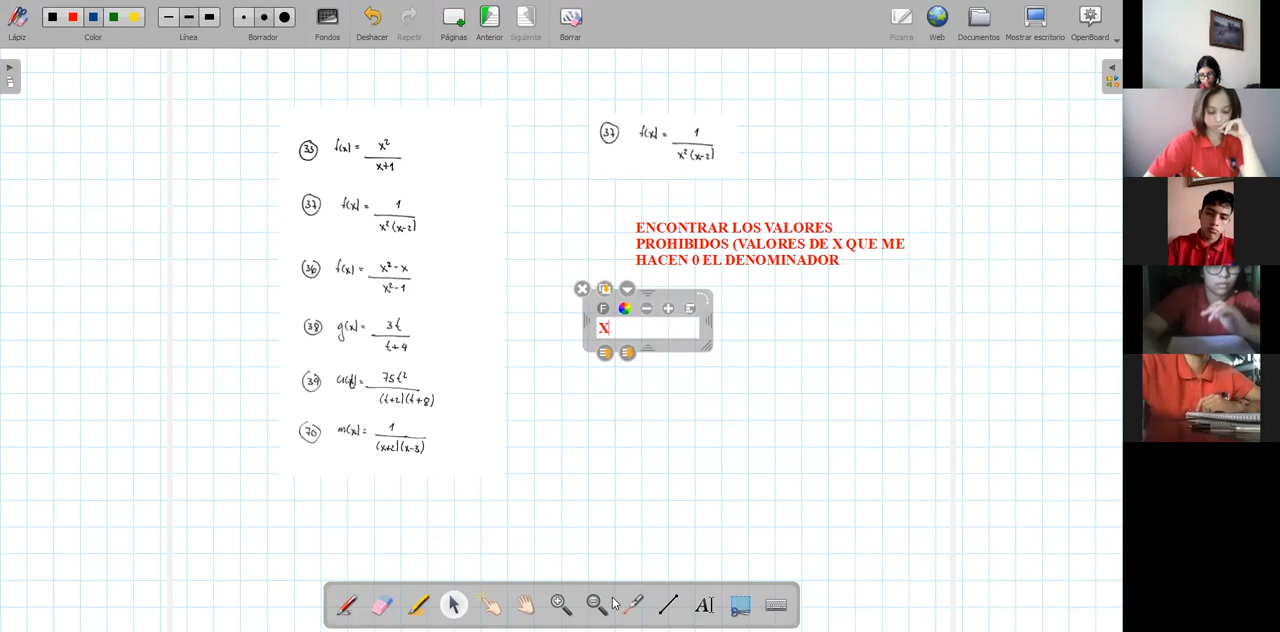 Lápiz
Color
Línea
Borrador
Fondos
Deshacer
Repetir
Páginas
Anterior
Siguiente
Borrar
Pizarra
Web
Documentos
Mostrar escritorio
OpenBoard
35 f(x) = x² / x+1
37 f(x) = 1 / x²(x-2)
36 f(x) = x² - x / x² - 1
38 g(x) = 3t / t+4
39 = 75t² / (t+2)(t+8)
m(x) = 1 / (x+2)(x-3)
37 f(x) = 1 / x²(x-2)
ENCONTRAR LOS VALORES
PROHIBIDOS (VALORES DE X QUE ME
HACEN 0 EL DENOMINADOR
F
X